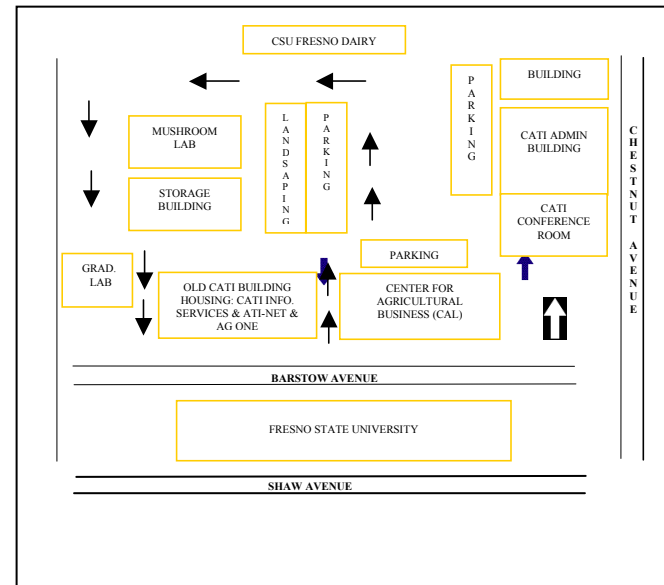 CSU FRESNO DAIRY
BUILDING
PARKING
LANDSAPING
PARKING
MUSHROOM
LAB
CATI ADMIN
BUILDING
CHESTNUT AVENUE
STORAGE
BUILDING
CATI
CONFERENCE
ROOM
PARKING
GRAD.
LAB
OLD CATI BUILDING
HOUSING: CATI INFO.
SERVICES & ATI-NET &
AG ONE
CENTER FOR
AGRICULTURAL
BUSINESS (CAL)
BARSTOW AVENUE
FRESNO STATE UNIVERSITY
SHAW AVENUE